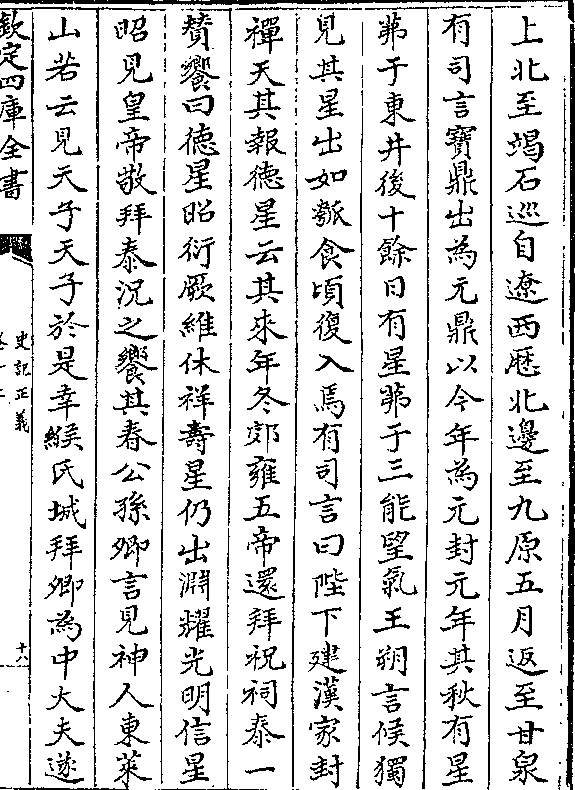 上北至竭石巡自遼西歷北邊至九原五月返至甘泉
有司言寶鼎出為元鼎以今年為元封元年其秋有星
茀于東井後十餘日有星茀于三能望氣王朔言候獨
見其星出如瓠食頃復入焉有司言曰陛下建漢家封
禪天其報德星云其來年冬郊雍五帝還拜祝祠泰一
賛饗曰德星昭衍厥維休祥壽星仍出淵耀光明信星
昭見皇帝敬拜泰況之饗其春公孫卿言見神人東萊
山若云見天子天子於是幸緱氏城拜卿為中大夫遂
欽定四庫全書
史記正義
卷十二
十八